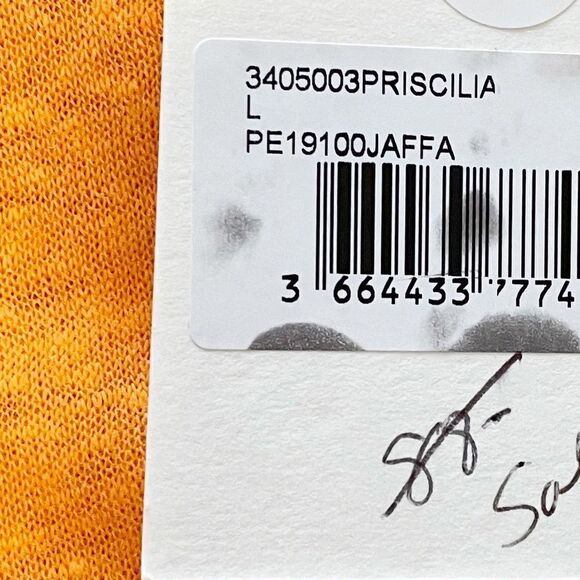 3405003PRISCILIA
L
PE19100JAFFA
3 664433 774